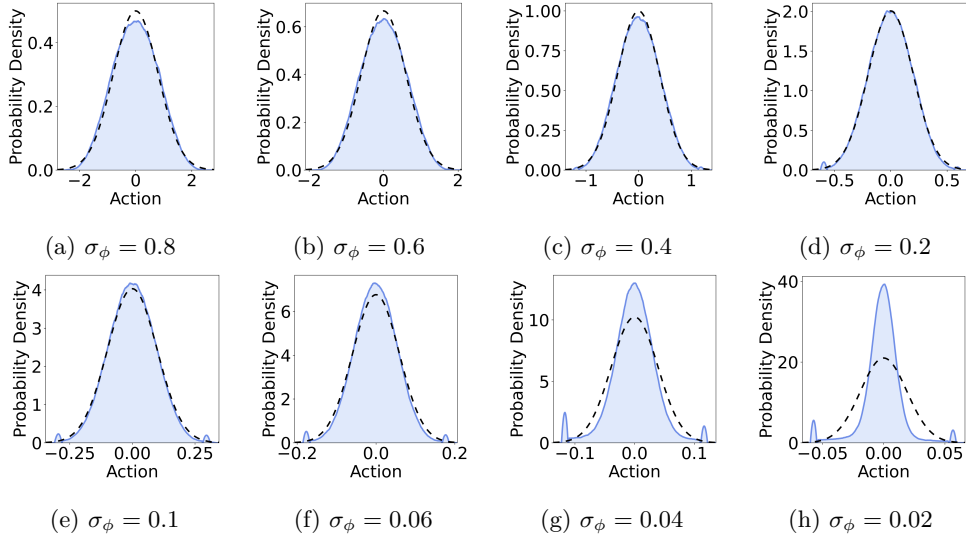 Probability Density
0.4
0.2
0.0
−2 0 2
Action
(a) σ_ϕ = 0.8
Probability Density
0.6
0.4
0.2
0.0
−2 0 2
Action
(b) σ_ϕ = 0.6
Probability Density
1.00
0.75
0.50
0.25
0.00
−1 0 1
Action
(c) σ_ϕ = 0.4
Probability Density
2.0
1.5
1.0
0.5
0.0
−0.5 0.0 0.5
Action
(d) σ_ϕ = 0.2
Probability Density
4
3
2
1
0
−0.25 0.00 0.25
Action
(e) σ_ϕ = 0.1
Probability Density
6
4
2
0
−0.2 0.0 0.2
Action
(f) σ_ϕ = 0.06
Probability Density
10
5
0
−0.1 0.0 0.1
Action
(g) σ_ϕ = 0.04
Probability Density
40
20
0
−0.05 0.00 0.05
Action
(h) σ_ϕ = 0.02